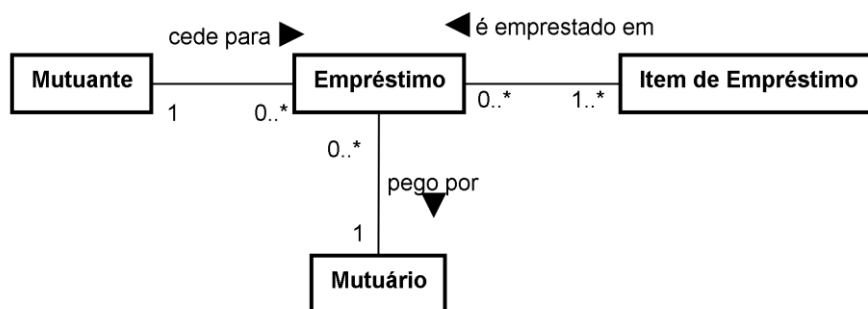 cede para
é emprestado em
Mutuante
Empréstimo
Item de Empréstimo
1
0..*
0..*
1..*
0..*
pego por
1
Mutuário